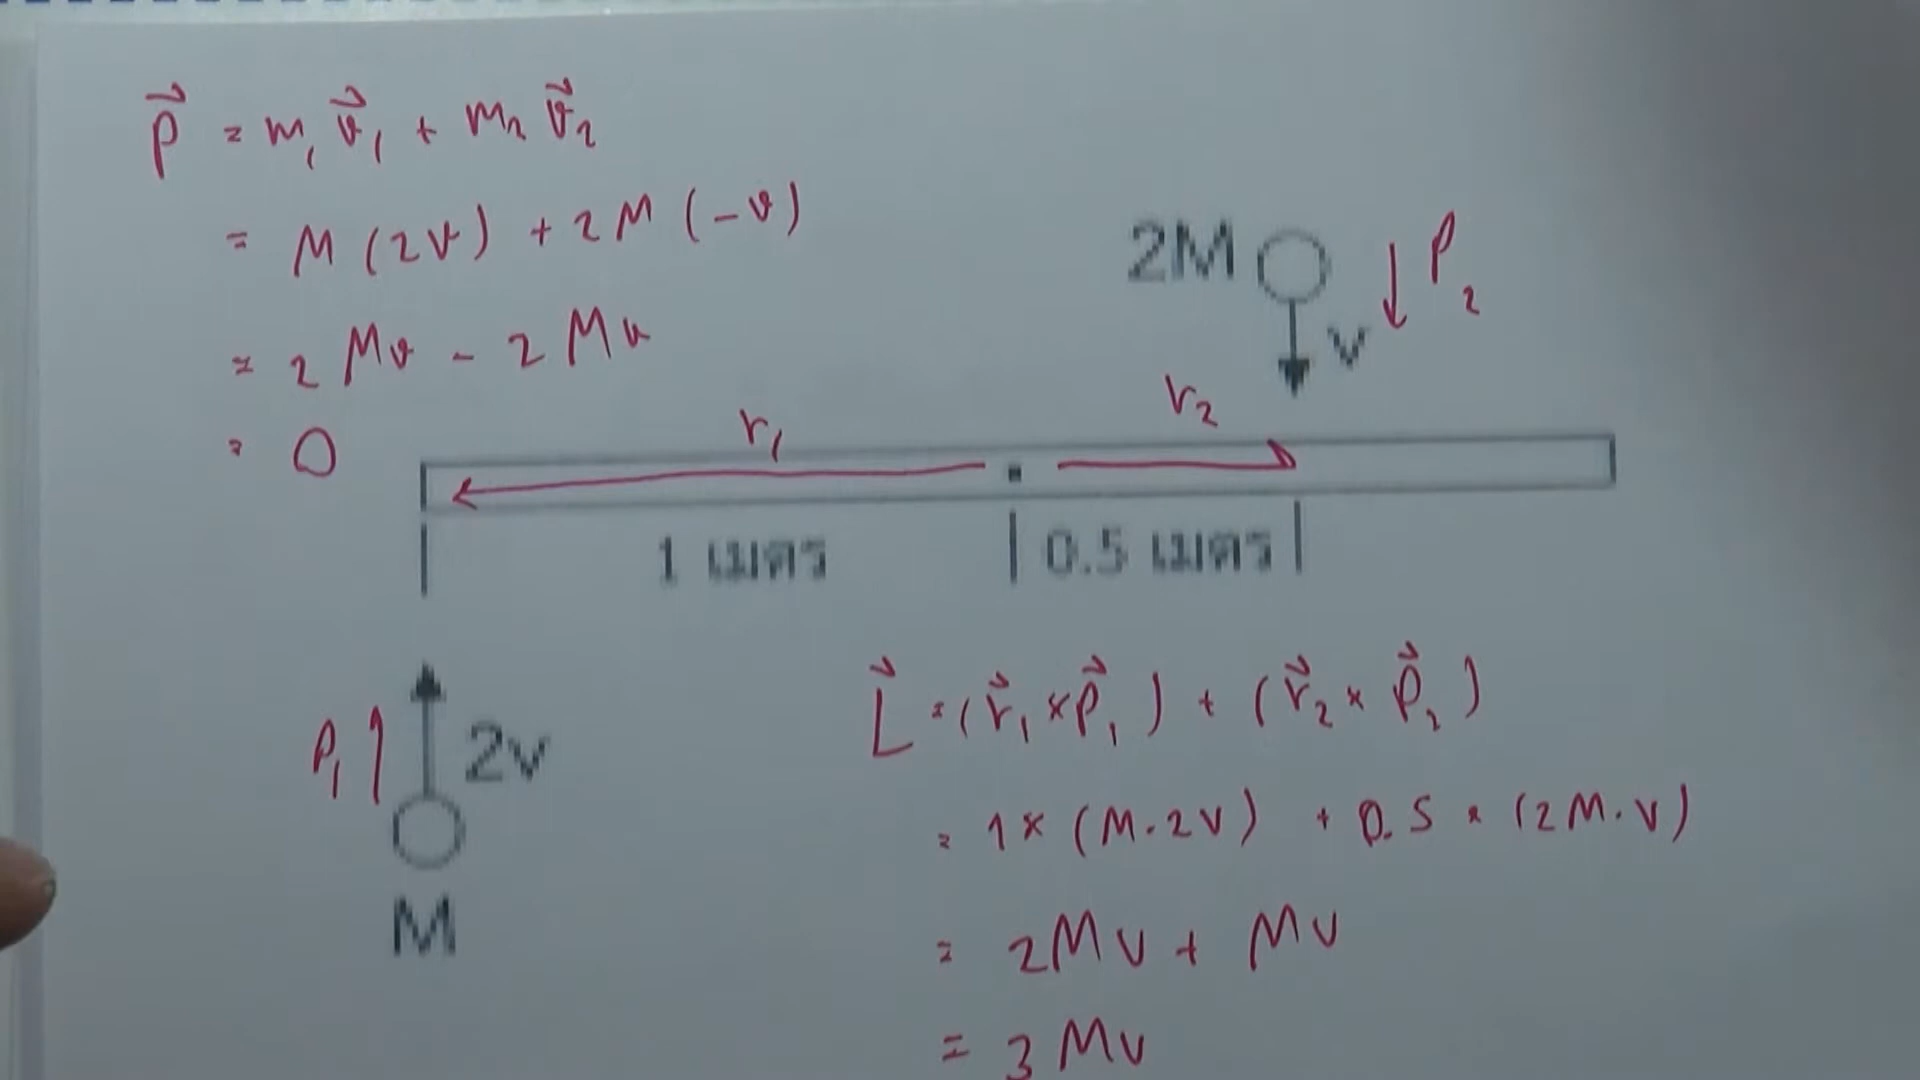 P⃗ = m₁v⃗₁ + m₂v⃗₂
= M(2v) + 2M(-v)
= 2Mv - 2Mv
= 0
2M
P₂
v
r₁
r₂
1 เมตร
0.5 เมตร
P₁
2v
M
L⃗ = (r⃗₁ × P⃗₁) + (r⃗₂ × P⃗₂)
= 1 × (M·2v) + 0.5 × (2M·v)
= 2Mv + Mv
= 3Mv